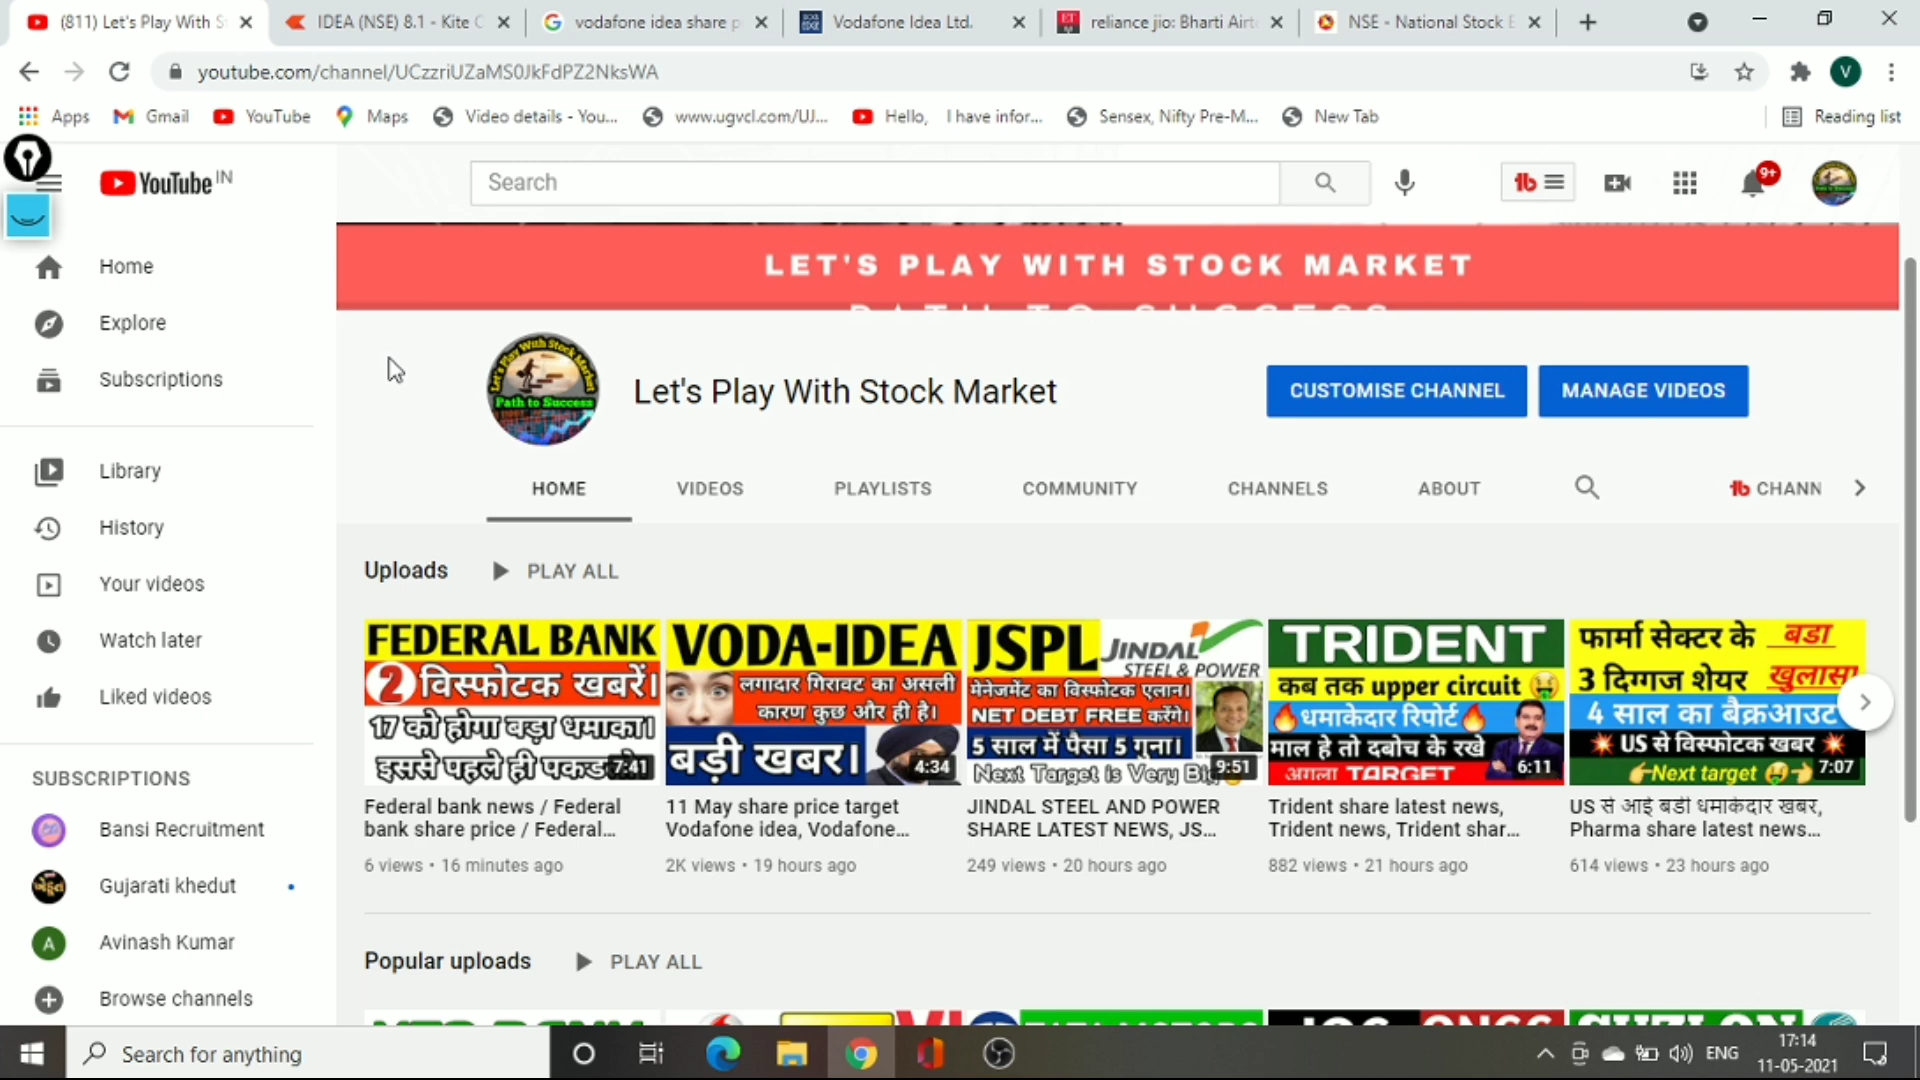 (811) Let's Play With S
IDEA (NSE) 8.1 - Kite C
vodafone idea share p
Vodafone Idea Ltd.
reliance jio: Bharti Airt
NSE - National Stock E
youtube.com/channel/UCzzriUZaMS0JkFdPZ2NksWA
V
Apps
Gmail
YouTube
Maps
Video details - You...
www.ugvcl.com/UJ...
Hello, I have infor...
Sensex, Nifty Pre-M...
New Tab
Reading list
YouTube IN
Search
9+
LET'S PLAY WITH STOCK MARKET
Home
Explore
Subscriptions
Library
History
Your videos
Watch later
Liked videos
SUBSCRIPTIONS
Bansi Recruitment
Gujarati khedut
A Avinash Kumar
Browse channels
Let's Play With Stock Market
Path to Success
Let's Play With Stock Market
CUSTOMISE CHANNEL
MANAGE VIDEOS
HOME
VIDEOS
PLAYLISTS
COMMUNITY
CHANNELS
ABOUT
CHANN
Uploads
PLAY ALL
FEDERAL BANK
2 विस्फोटक खबरें।
17 को होगा बड़ा धमाका।
इससे पहले ही पकड
7:41
Federal bank news / Federal
bank share price / Federal...
6 views • 16 minutes ago
VODA-IDEA
लगादार गिरावट का असली
कारण कुछ और ही है।
बड़ी खबर।
4:34
11 May share price target
Vodafone idea, Vodafone...
2K views • 19 hours ago
JSPL JINDAL
STEEL & POWER
मेनेजमेंट का विस्फोटक एलान।
NET DEBT FREE करेंगे।
5 साल में पैसा 5 गुना।
Next Target is Very Bi
9:51
JINDAL STEEL AND POWER
SHARE LATEST NEWS, JS...
249 views • 20 hours ago
TRIDENT
कब तक upper circuit
धमाकेदार रिपोर्ट
माल हे तो दबोच के रखे
अगला TARGET
6:11
Trident share latest news,
Trident news, Trident shar...
882 views • 21 hours ago
फार्मा सेक्टर के बडा
3 दिग्गज शेयर खुलासा
4 साल का बैकआउट
US से विस्फोटक खबर
Next target
7:07
US से आई बडी धमाकेदार खबर,
Pharma share latest news...
614 views • 23 hours ago
Popular uploads
PLAY ALL
Search for anything
ENG
17:14
11-05-2021